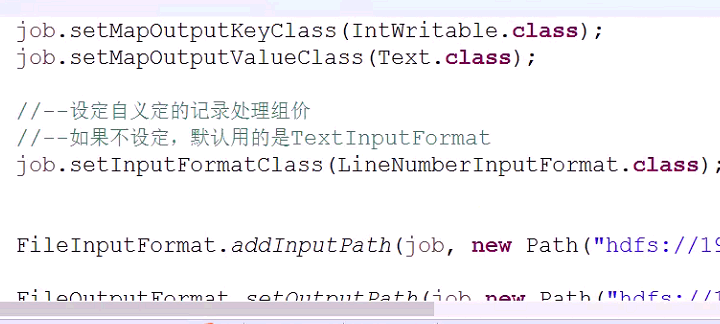 job.setMapOutputKeyClass(IntWritable.class);
job.setMapOutputValueClass(Text.class);
//--设定自义定的记录处理组价
//--如果不设定，默认用的是TextInputFormat
job.setInputFormatClass(LineNumberInputFormat.class);
FileInputFormat.addInputPath(job, new Path("hdfs://19
FileOutputFormat.setOutputPath(job,new Path("hdfs://1